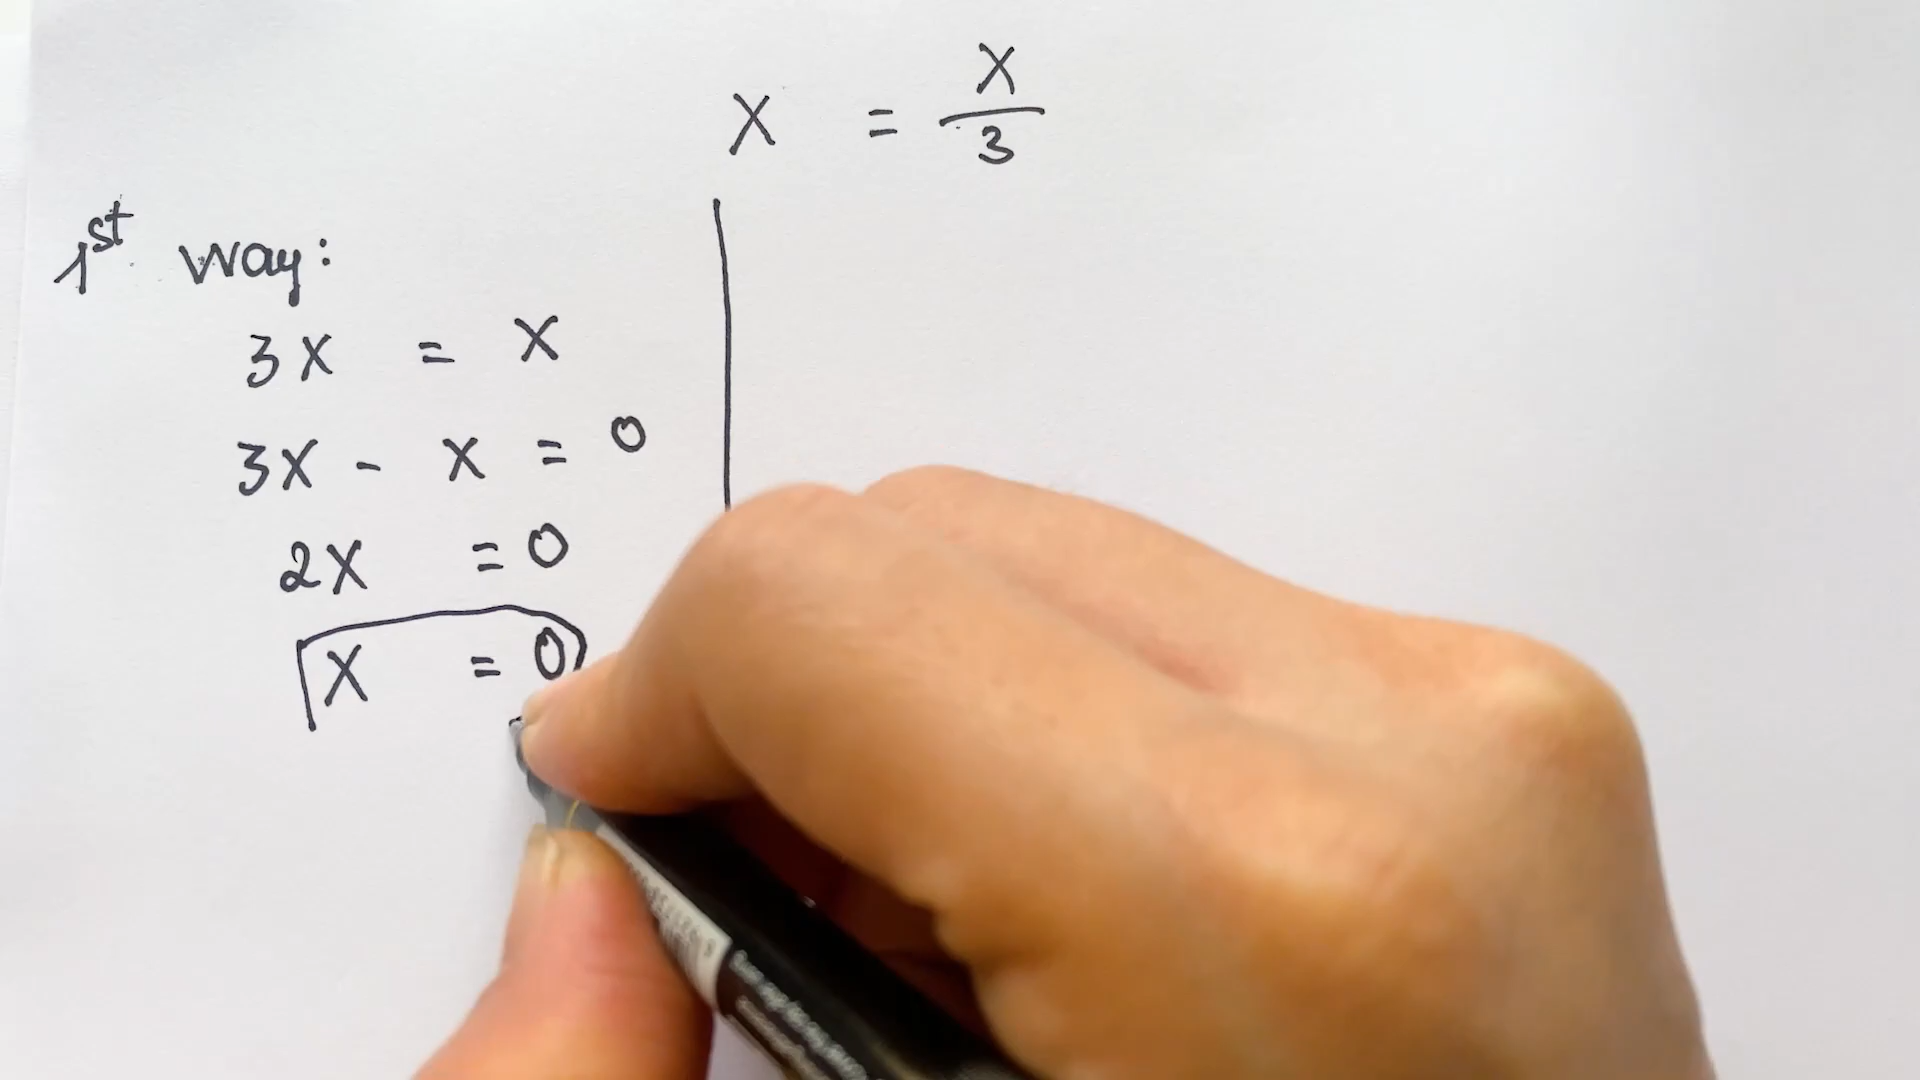 X = X/3
1st way:
3X = X
3X - X = 0
2X = 0
X = 0